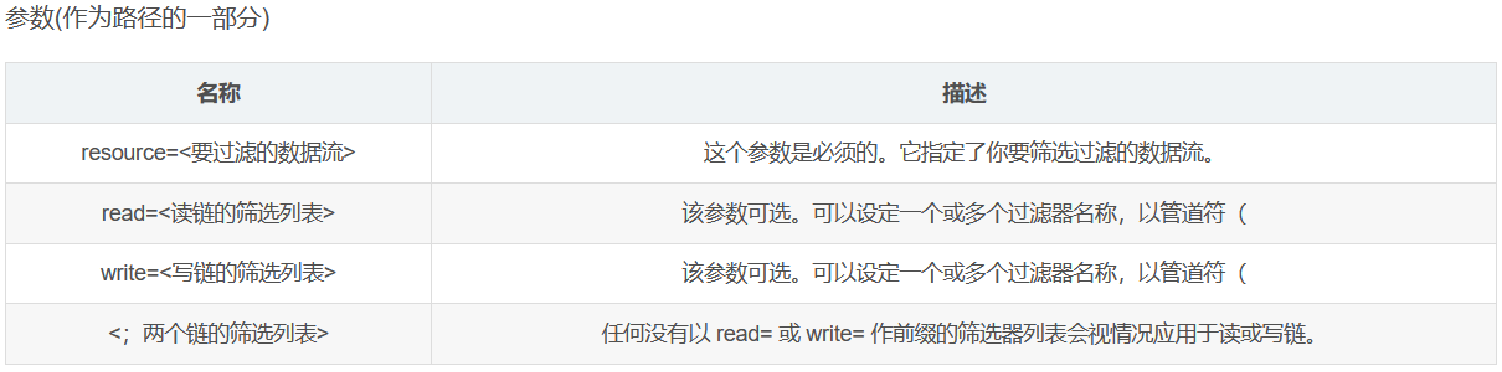 参数(作为路径的一部分)
名称 描述
resource=<要过滤的数据流> 这个参数是必须的。它指定了你要筛选过滤的数据流。
read=<读链的筛选列表> 该参数可选。可以设定一个或多个过滤器名称，以管道符（
write=<写链的筛选列表> 该参数可选。可以设定一个或多个过滤器名称，以管道符（
<；两个链的筛选列表> 任何没有以 read= 或 write= 作前缀的筛选器列表会视情况应用于读或写链。